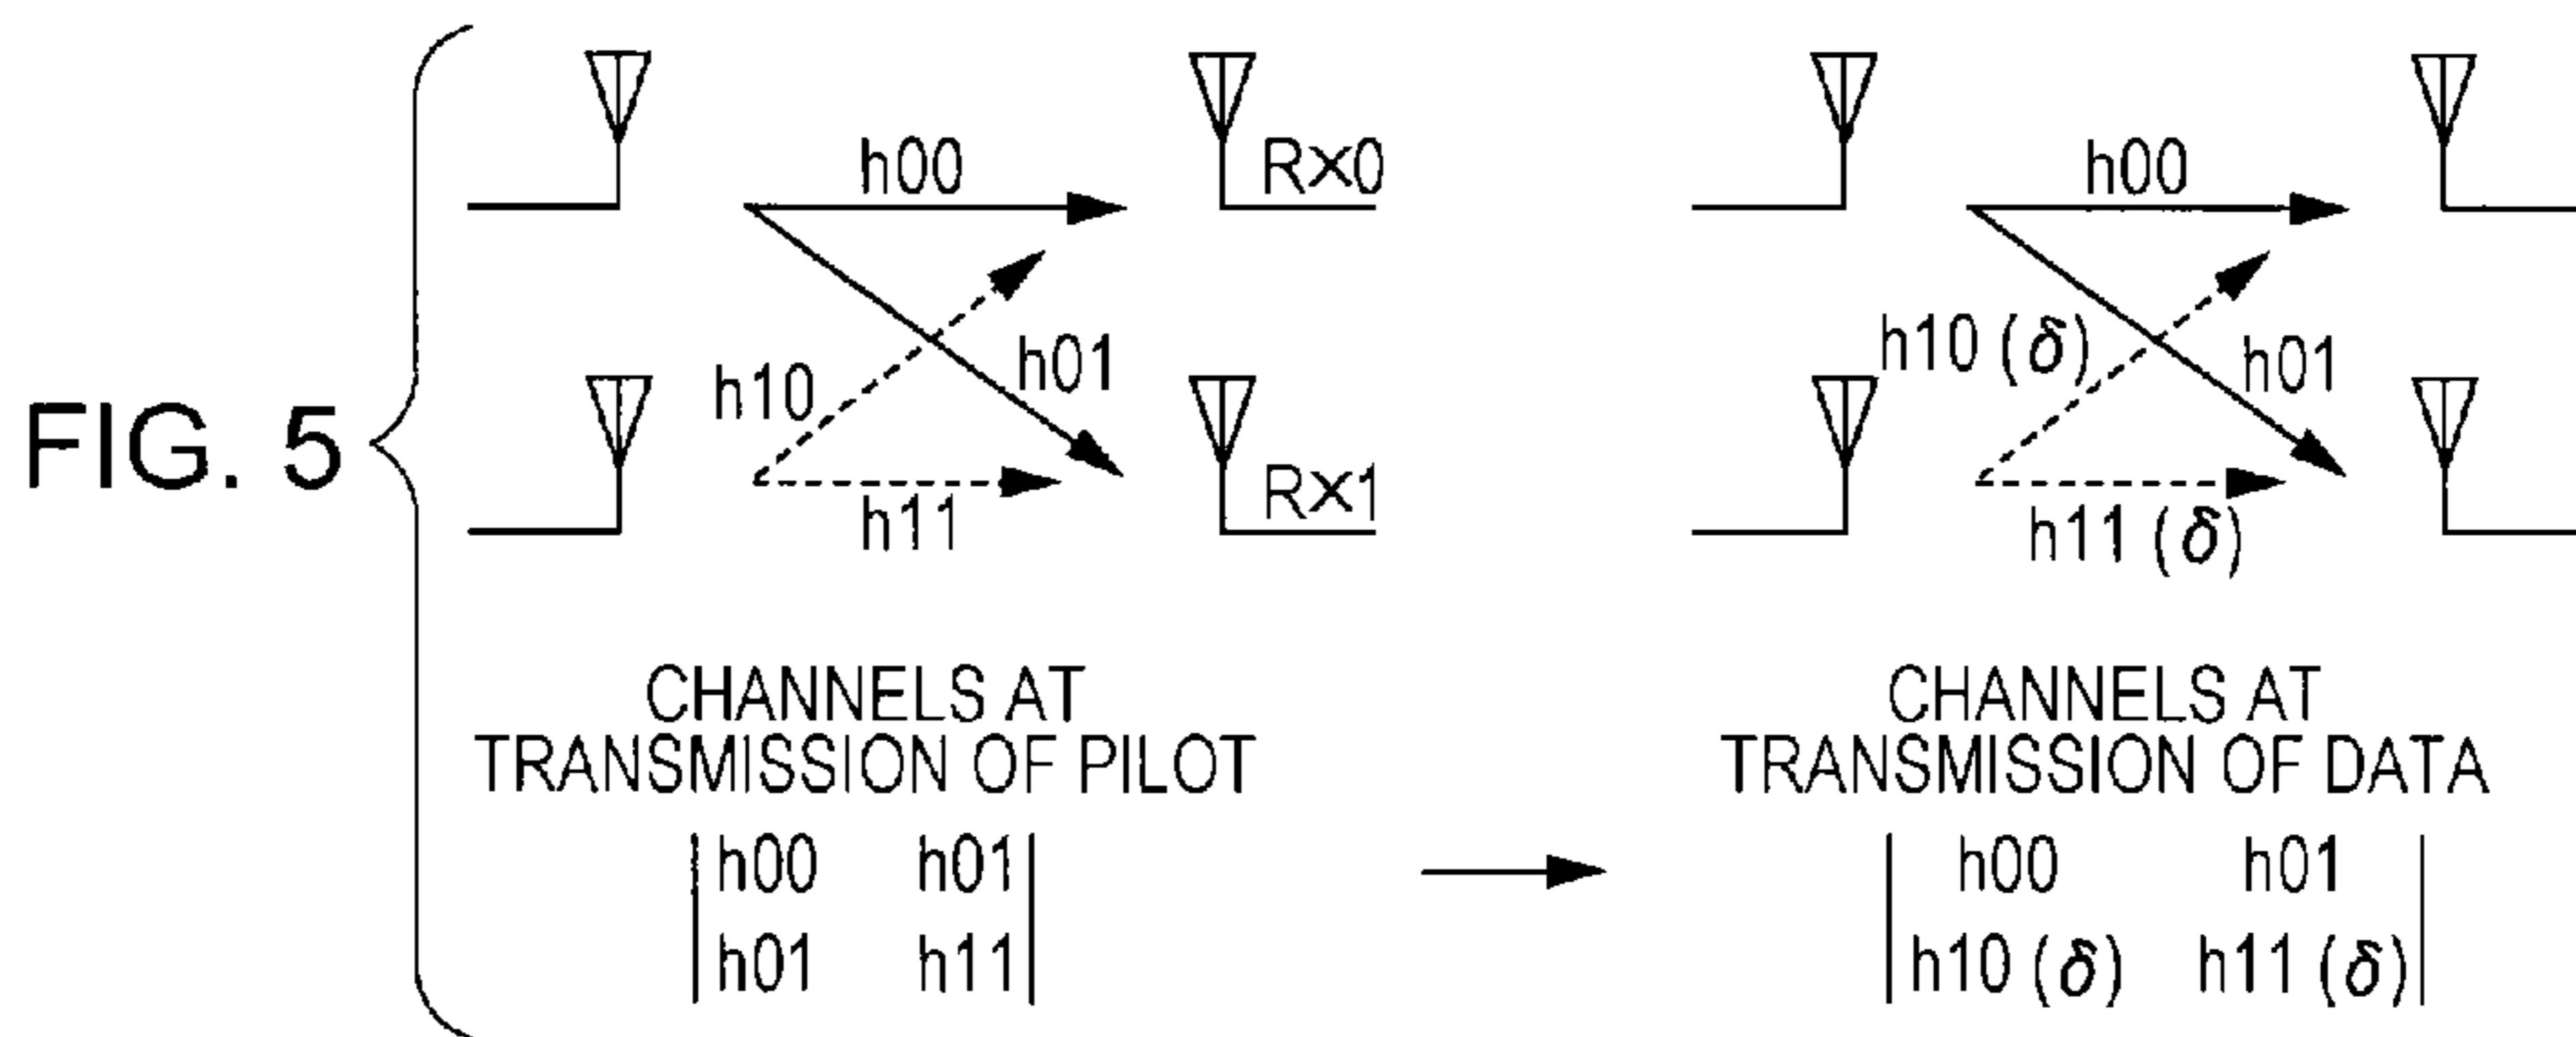 FIG. 5
h00
Rx0
h10
h01
h11
Rx1
CHANNELS AT
TRANSMISSION OF PILOT
h00 h01
h01 h11
h00
h10 (δ)
h01
h11 (δ)
CHANNELS AT
TRANSMISSION OF DATA
h00 h01
h10 (δ) h11 (δ)